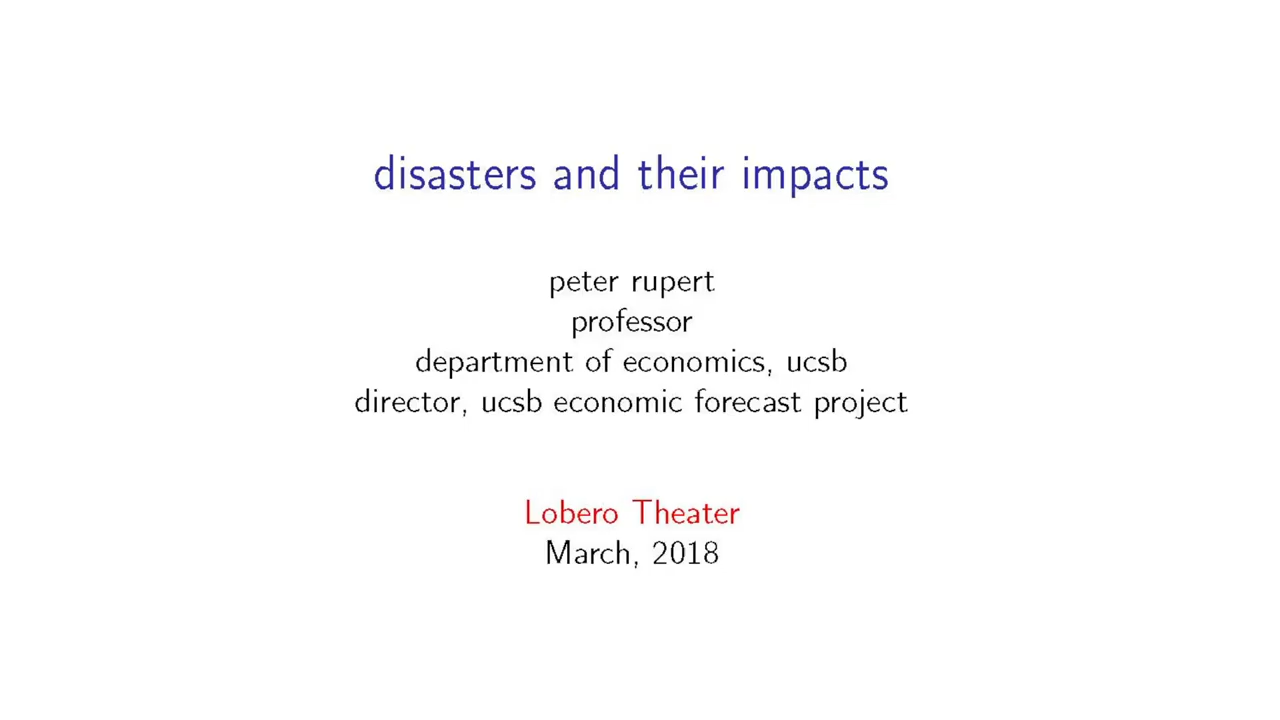 disasters and their impacts
peter rupert
professor
department of economics, ucsb
director, ucsb economic forecast project
Lobero Theater
March, 2018